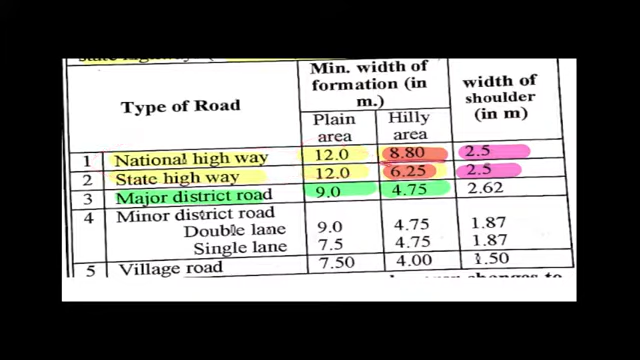 Type of Road
Min. width of
formation (in
m.)
width of
shoulder
(in m)
Plain
area
Hilly
area
1 National high way 12.0 8.80 2.5
2 State high way 12.0 6.25 2.5
3 Major district road 9.0 4.75 2.62
4 Minor district road
Double lane 9.0 4.75 1.87
Single lane 7.5 4.75 1.87
5 Village road 7.50 4.00 1.50